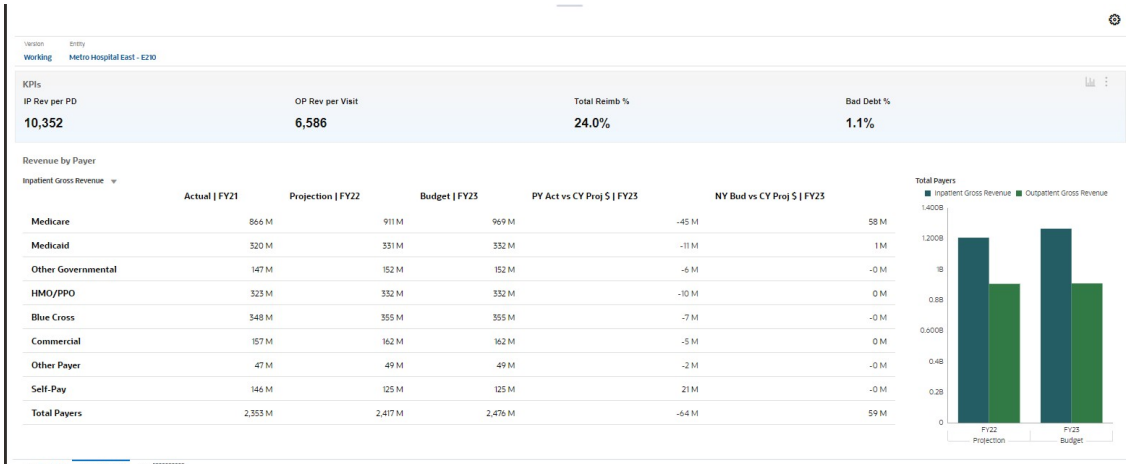 Version Entity
Working Metro Hospital East - E210
KPIs
IP Rev per PD OP Rev per Visit Total Reimb % Bad Debt %
10,352 6,586 24.0% 1.1%
Revenue by Payer
Inpatient Gross Revenue
Actual | FY21 Projection | FY22 Budget | FY23 PY Act vs CY Proj $ | FY23 NY Bud vs CY Proj $ | FY23
Medicare 866 M 911 M 969 M -45 M 58 M
Medicaid 320 M 331 M 332 M -11 M 1 M
Other Governmental 147 M 152 M 152 M -6 M -0 M
HMO/PPO 323 M 332 M 332 M -10 M 0 M
Blue Cross 348 M 355 M 355 M -7 M -0 M
Commercial 157 M 162 M 162 M -5 M 0 M
Other Payer 47 M 49 M 49 M -2 M -0 M
Self-Pay 146 M 125 M 125 M 21 M -0 M
Total Payers 2,353 M 2,417 M 2,476 M -64 M 59 M
Total Payers
Inpatient Gross Revenue Outpatient Gross Revenue
1.400B
1.200B
1B
0.8B
0.600B
0.4B
0.2B
0
FY22 FY23
Projection Budget